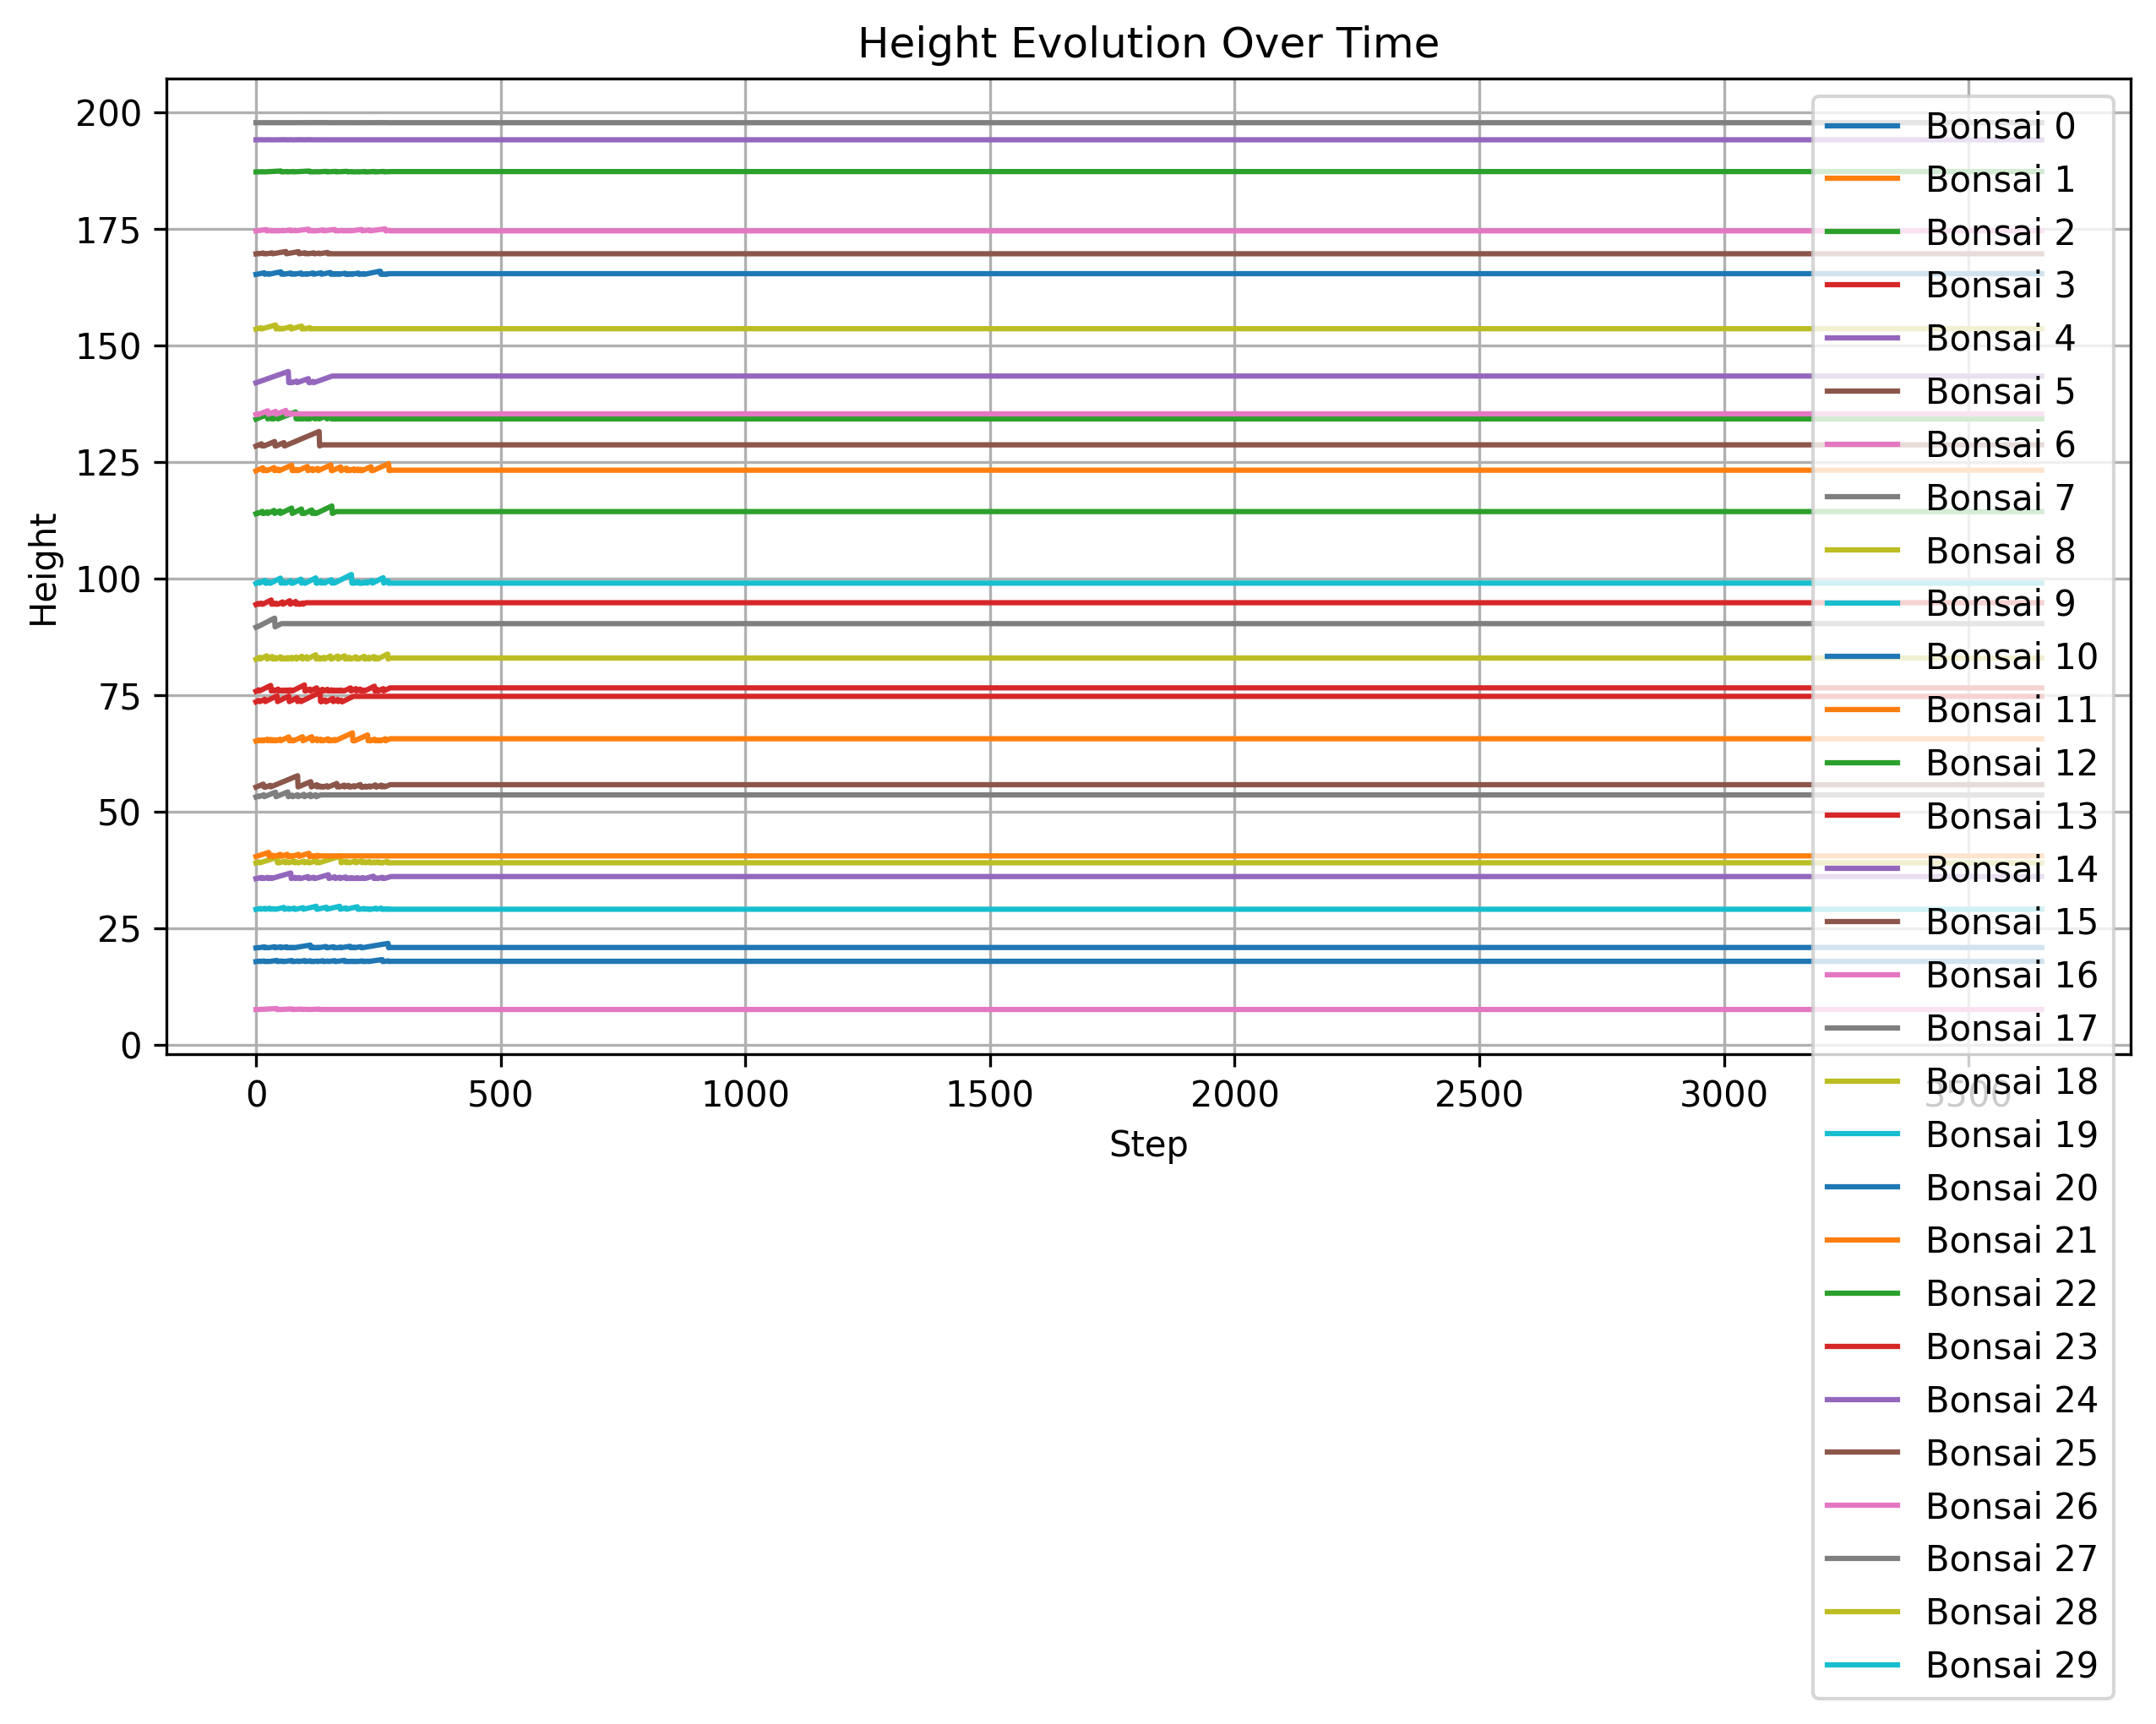 Height Evolution Over Time
Height
200
175
150
125
100
75
50
25
0
0 500 1000 1500 2000 2500 3000 3500
Step
Bonsai 0
Bonsai 1
Bonsai 2
Bonsai 3
Bonsai 4
Bonsai 5
Bonsai 6
Bonsai 7
Bonsai 8
Bonsai 9
Bonsai 10
Bonsai 11
Bonsai 12
Bonsai 13
Bonsai 14
Bonsai 15
Bonsai 16
Bonsai 17
Bonsai 18
Bonsai 19
Bonsai 20
Bonsai 21
Bonsai 22
Bonsai 23
Bonsai 24
Bonsai 25
Bonsai 26
Bonsai 27
Bonsai 28
Bonsai 29